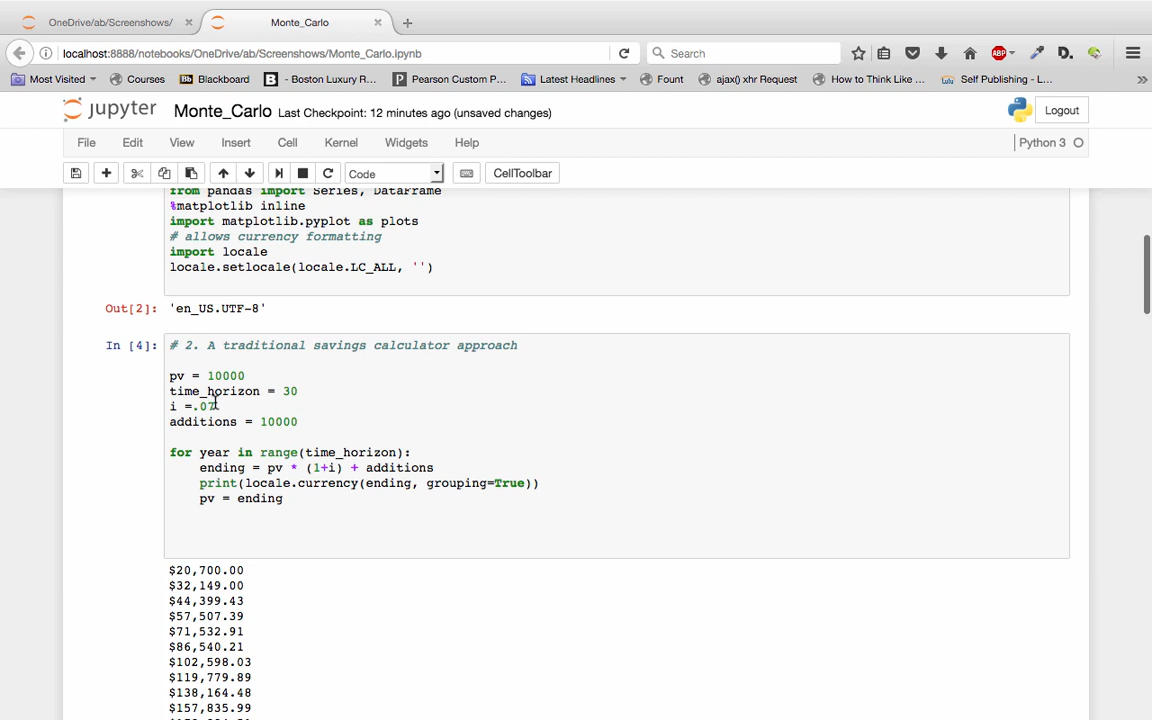 OneDrive/ab/Screenshows/
Monte_Carlo
localhost:8888/notebooks/OneDrive/ab/Screenshows/Monte_Carlo.ipynb
Search
ABP
D.
Most Visited
Courses
Bb Blackboard
B - Boston Luxury R...
P Pearson Custom P...
Latest Headlines
Fount
ajax() xhr Request
How to Think Like ...
Self Publishing - L...
jupyter Monte_Carlo Last Checkpoint: 12 minutes ago (unsaved changes)
Logout
File Edit View Insert Cell Kernel Widgets Help
Python 3
Code
CellToolbar
from pandas import Series, DataFrame
%matplotlib inline
import matplotlib.pyplot as plots
# allows currency formatting
import locale
locale.setlocale(locale.LC_ALL, '')
Out[2]: 'en_US.UTF-8'
In [4]: # 2. A traditional savings calculator approach
pv = 10000
time_horizon = 30
i =.07
additions = 10000
for year in range(time_horizon):
ending = pv * (1+i) + additions
print(locale.currency(ending, grouping=True))
pv = ending
$20,700.00
$32,149.00
$44,399.43
$57,507.39
$71,532.91
$86,540.21
$102,598.03
$119,779.89
$138,164.48
$157,835.99